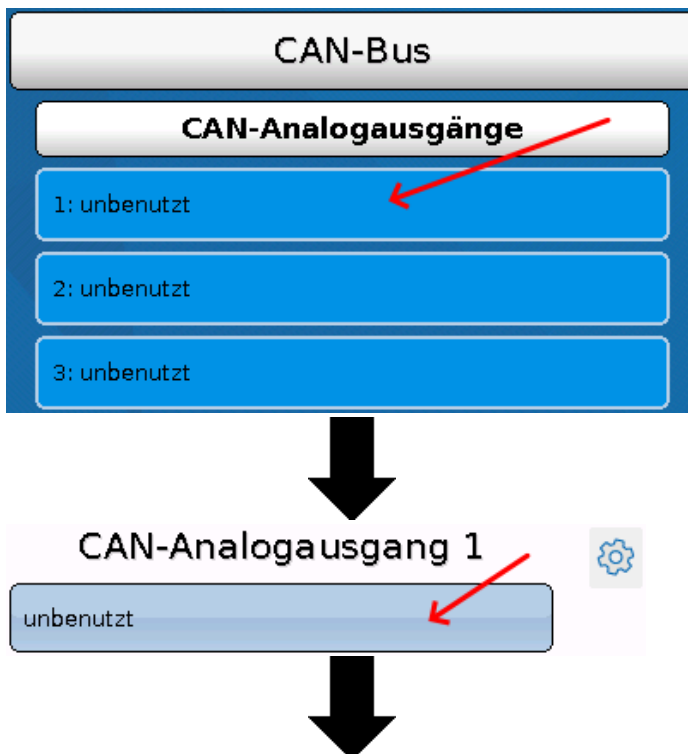 CAN-Bus
CAN-Analogausgänge
1: unbenutzt
2: unbenutzt
3: unbenutzt
CAN-Analogausgang 1
unbenutzt